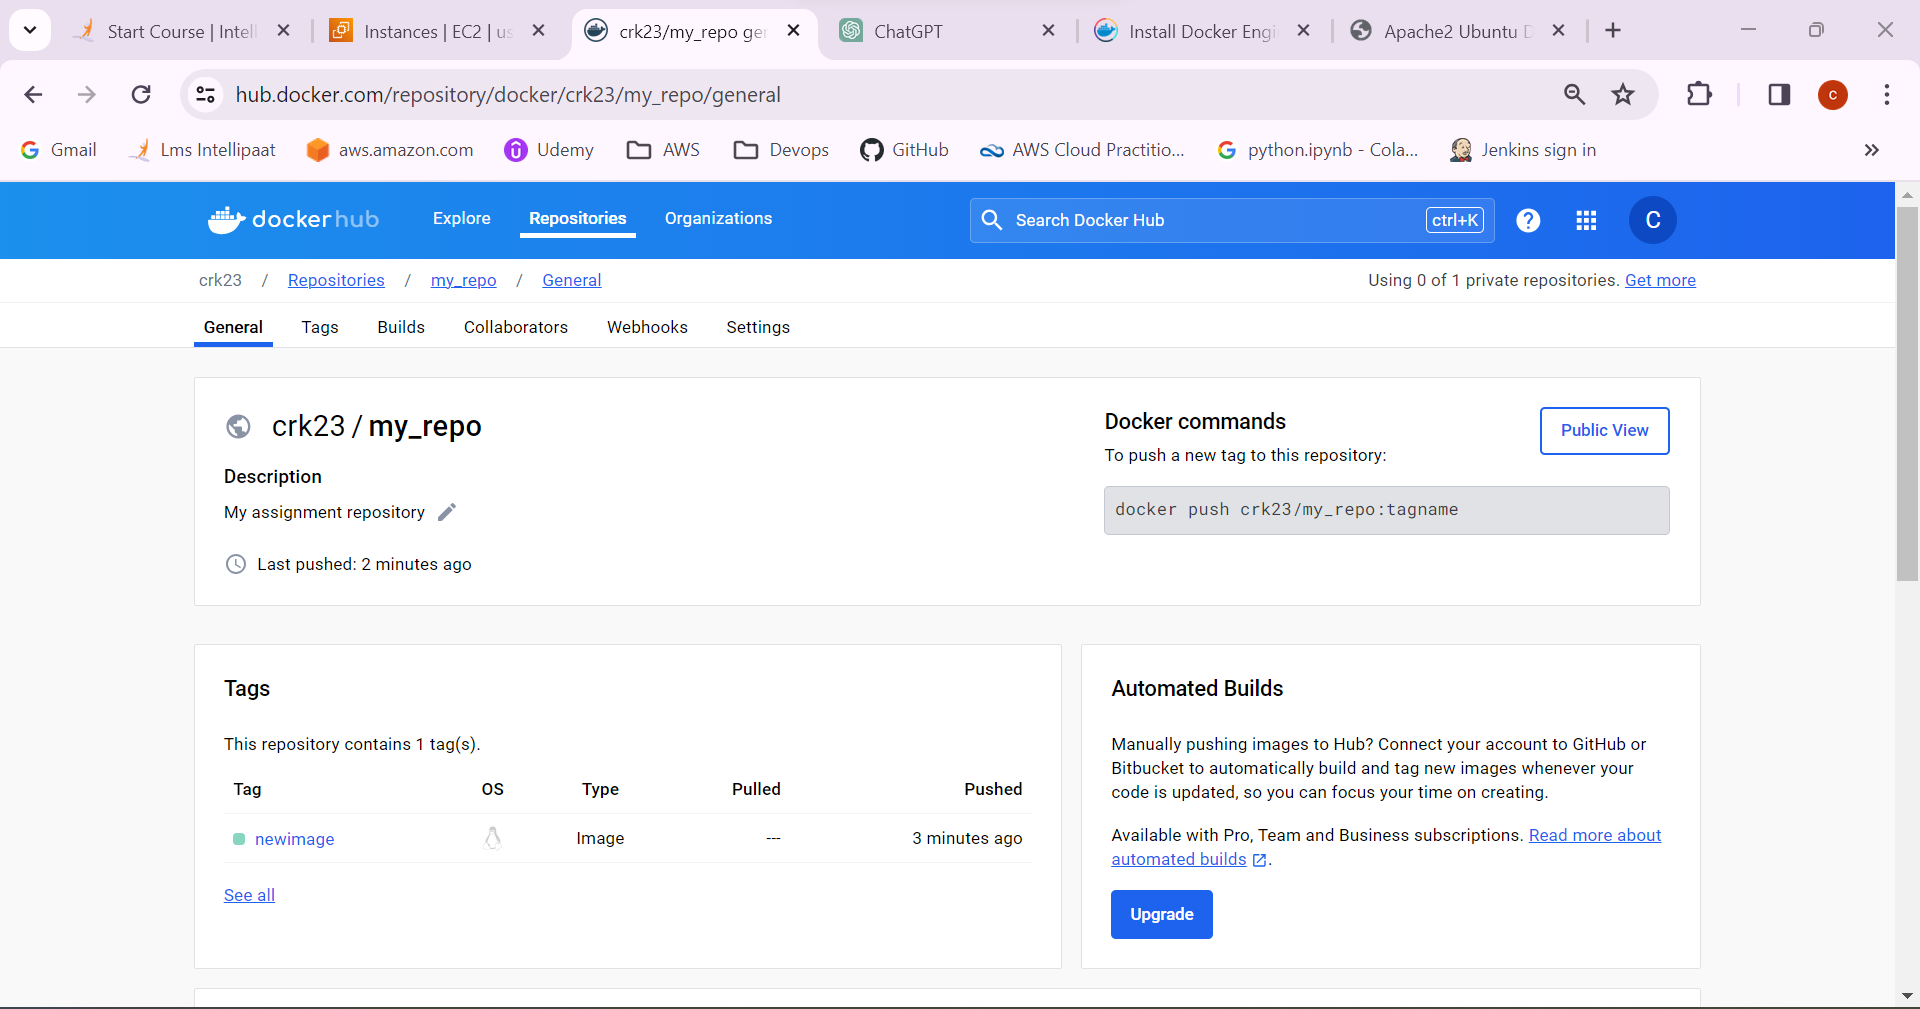 Start Course | Intell
Instances | EC2 | us
crk23/my_repo ge
ChatGPT
Install Docker Engi
Apache2 Ubuntu D
hub.docker.com/repository/docker/crk23/my_repo/general
C
Gmail
Lms Intellipaat
aws.amazon.com
Udemy
AWS
Devops
GitHub
AWS Cloud Practitio...
python.ipynb - Cola...
Jenkins sign in
docker hub
Explore
Repositories
Organizations
Search Docker Hub
ctrl+K
?
C
crk23 / Repositories / my_repo / General
Using 0 of 1 private repositories. Get more
General
Tags
Builds
Collaborators
Webhooks
Settings
crk23 / my_repo
Description
My assignment repository
Last pushed: 2 minutes ago
Docker commands
To push a new tag to this repository:
Public View
docker push crk23/my_repo:tagname
Tags
This repository contains 1 tag(s).
Tag OS Type Pulled Pushed
newimage Image --- 3 minutes ago
See all
Automated Builds
Manually pushing images to Hub? Connect your account to GitHub or
Bitbucket to automatically build and tag new images whenever your
code is updated, so you can focus your time on creating.
Available with Pro, Team and Business subscriptions. Read more about
automated builds .
Upgrade